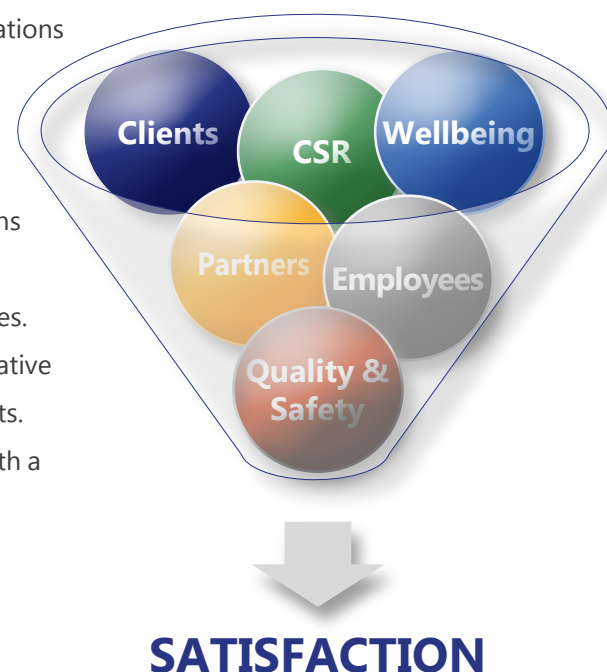 ations
ns
es.
ative
ts.
th a
Clients
CSR
Wellbeing
Partners
Employees
Quality &
Safety
SATISFACTION